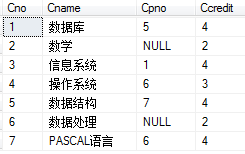 Cno Cname Cpno Ccredit
1 数据库 5 4
2 数学 NULL 2
3 信息系统 1 4
4 操作系统 6 3
5 数据结构 7 4
6 数据处理 NULL 2
7 PASCAL语言 6 4